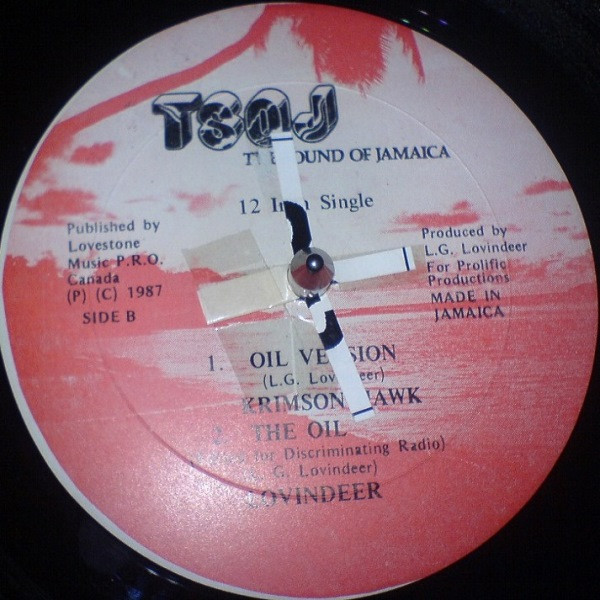 TSOJ
THE SOUND OF JAMAICA
12 Inch Single
Published by
Lovestone
Music P.R.O.
Canada
(P) (C) 1987
SIDE B
Produced by
L.G. Lovindeer
For Prolific
Productions
MADE IN
JAMAICA
1. OIL VERSION
(L.G. Lovindeer)
KRIMSON HAWK
2. THE OIL
for Discriminating Radio)
G. Lovindeer)
LOVINDEER